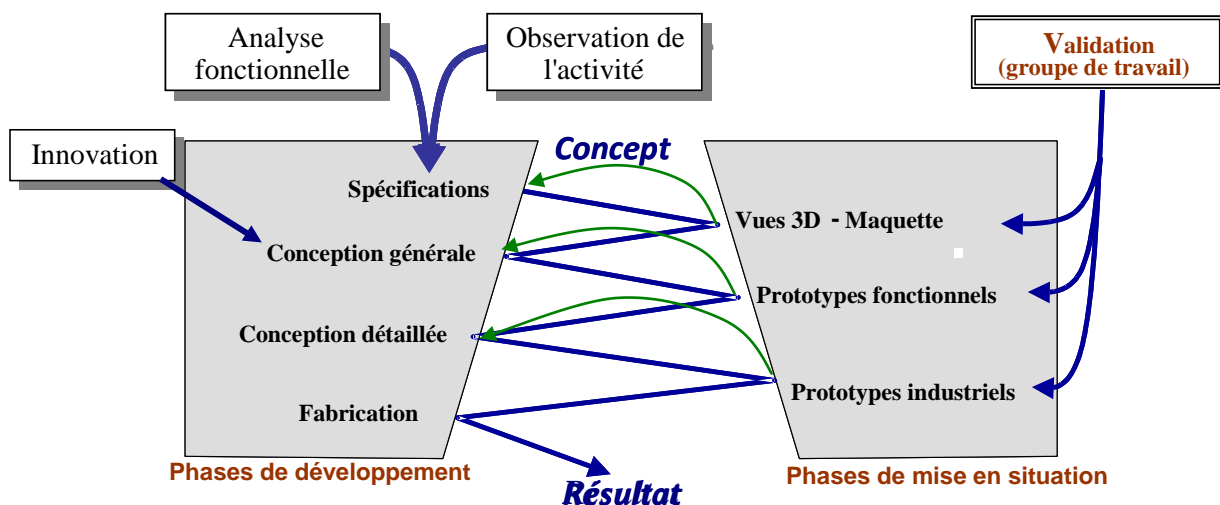 Analyse
fonctionnelle
Observation de
l'activité
Validation
(groupe de travail)
Innovation
Concept
Spécifications
Vues 3D - Maquette
Conception générale
Prototypes fonctionnels
Conception détaillée
Prototypes industriels
Fabrication
Phases de développement
Résultat
Phases de mise en situation